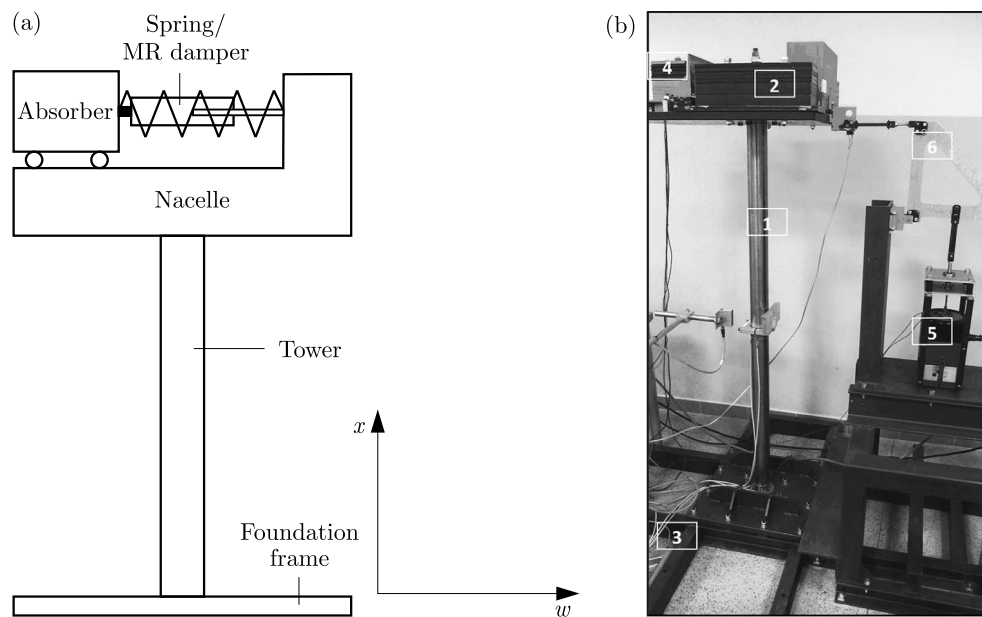 (a)
Spring/
MR damper
Absorber
Nacelle
Tower
x
Foundation
frame
w
(b)
4
2
6
1
5
3